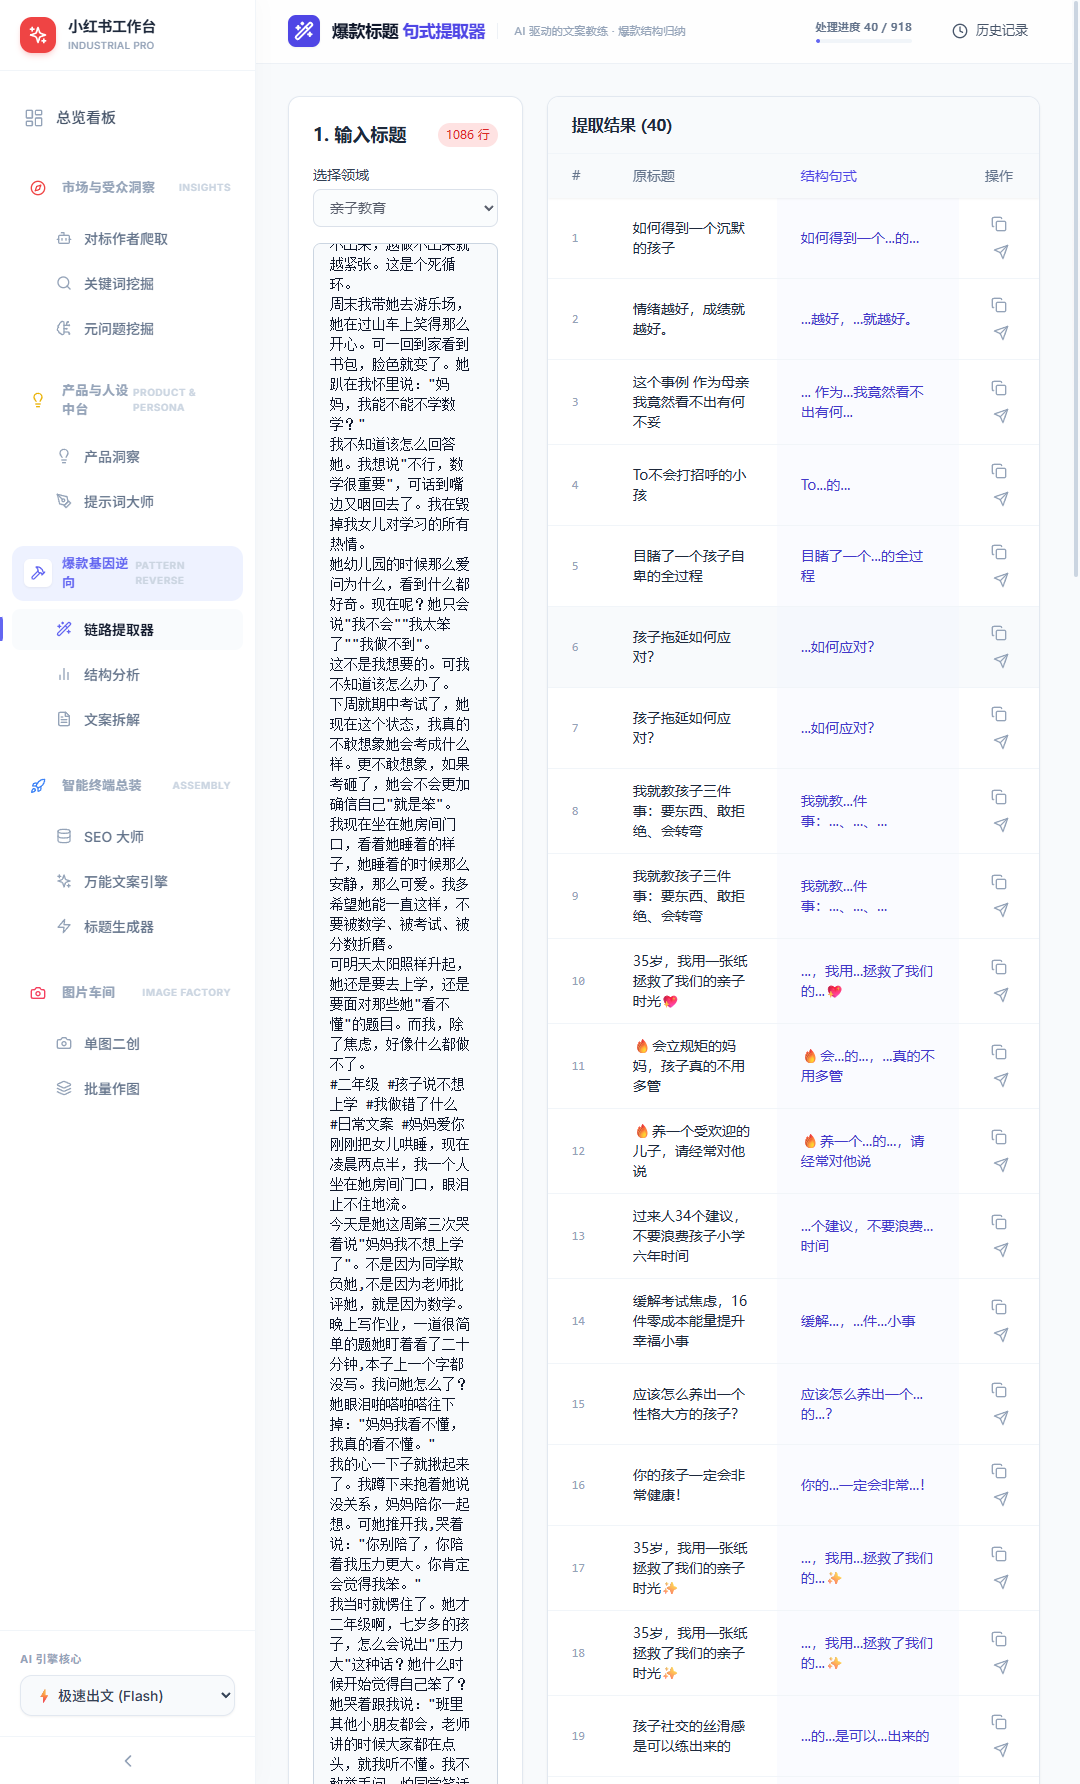 小红书工作台
INDUSTRIAL PRO
总览看板
市场与受众洞察 INSIGHTS
对标作者爬取
关键词挖掘
元问题挖掘
产品与人设中台 PRODUCT & PERSONA
产品洞察
提示词大师
爆款基因逆向 PATTERN REVERSE
链路提取器
结构分析
文案拆解
智能终端总装 ASSEMBLY
SEO 大师
万能文案引擎
标题生成器
图片车间 IMAGE FACTORY
单图二创
批量作图
AI 引擎核心
极速出文 (Flash)
爆款标题 句式提取器
AI 驱动的文案教练 · 爆款结构归纳
处理进度 40 / 918
历史记录
1. 输入标题
1086 行
选择领域
亲子教育
不出来，越做不出来就
越紧张。这是个死循
环。
周末我带她去游乐场，
她在过山车上笑得那么
开心。可一回到家看到
书包，脸色就变了。她
趴在我怀里说："妈
妈，我能不能不学数
学？"
我不知道该怎么回答
她。我想说"不行，数
学很重要"，可话到嘴
边又咽回去了。我在毁
掉我女儿对学习的所有
热情。
她幼儿园的时候那么爱
问为什么，看到什么都
好奇。现在呢？她只会
说"我不会""我太笨
了""我做不到"。
这不是我想要的。可我
不知道该怎么办了。
下周就期中考试了，她
现在这个状态，我真的
不敢想象她会考成什么
样。更不敢想象，如果
考砸了，她会不会更加
确信自己"就是笨"。
我现在坐在她房间门
口，看着她睡着的样
子，她睡着的时候那么
安静，那么可爱。我多
希望她能一直这样，不
要被数学、被考试、被
分数折磨。
可明天太阳照样升起，
她还是要去上学，还是
要面对那些她"看不
懂"的题目。而我，除
了焦虑，好像什么都做
不了。
#二年级 #孩子说不想
上学 #我做错了什么
#日常文案 #妈妈爱你
刚刚把女儿哄睡，现在
凌晨两点半，我一个人
坐在她房间门口，眼泪
止不住地流。
今天是她这周第三次哭
着说"妈妈我不想上学
了"。不是因为同学欺
负她,不是因为老师批
评她，就是因为数学。
晚上写作业，一道很简
单的题她盯着看了二十
分钟,本子上一个字都
没写。我问她怎么了？
她眼泪啪嗒啪嗒往下
掉："妈妈我看不懂，
我真的看不懂。"
我的心一下子就揪起来
了。我蹲下来抱着她说
没关系，妈妈陪你一起
想。可她推开我,哭着
说："你别陪了，你陪
着我压力更大。你肯定
会觉得我笨。"
我当时就愣住了。她才
二年级啊，七岁多的孩
子，怎么会说出"压力
大"这种话？她什么时
候开始觉得自己笨了？
她哭着跟我说："班里
其他小朋友都会，老师
讲的时候大家都在点
头，就我听不懂。我不
敢举手问，怕同学笑话
提取结果 (40)
# 原标题 结构句式 操作
1 如何得到一个沉默的孩子 如何得到一个...的...
2 情绪越好，成绩就越好。 ...越好，...就越好。
3 这个事例 作为母亲我竟然看不出有何不妥 ... 作为...我竟然看不出有何...
4 To不会打招呼的小孩 To...的...
5 目睹了一个孩子自卑的全过程 目睹了一个...的全过程
6 孩子拖延如何应对？ ...如何应对？
7 孩子拖延如何应对？ ...如何应对？
8 我就教孩子三件事：要东西、敢拒绝、会转弯 我就教...件事：...、...、...
9 我就教孩子三件事：要东西、敢拒绝、会转弯 我就教...件事：...、...、...
10 35岁，我用一张纸拯救了我们的亲子时光💖 ...，我用...拯救了我们的...💖
11 🔥会立规矩的妈妈，孩子真的不用多管 🔥会...的...，...真的不用多管
12 🔥养一个受欢迎的儿子，请经常对他说 🔥养一个...的...，请经常对他说
13 过来人34个建议，不要浪费孩子小学六年时间 ...个建议，不要浪费...时间
14 缓解考试焦虑，16件零成本能量提升幸福小事 缓解...，...件...小事
15 应该怎么养出一个性格大方的孩子？ 应该怎么养出一个...的...？
16 你的孩子一定会非常健康！ 你的...一定会非常...！
17 35岁，我用一张纸拯救了我们的亲子时光✨ ...，我用...拯救了我们的...✨
18 35岁，我用一张纸拯救了我们的亲子时光✨ ...，我用...拯救了我们的...✨
19 孩子社交的丝滑感是可以练出来的 ...的...是可以...出来的